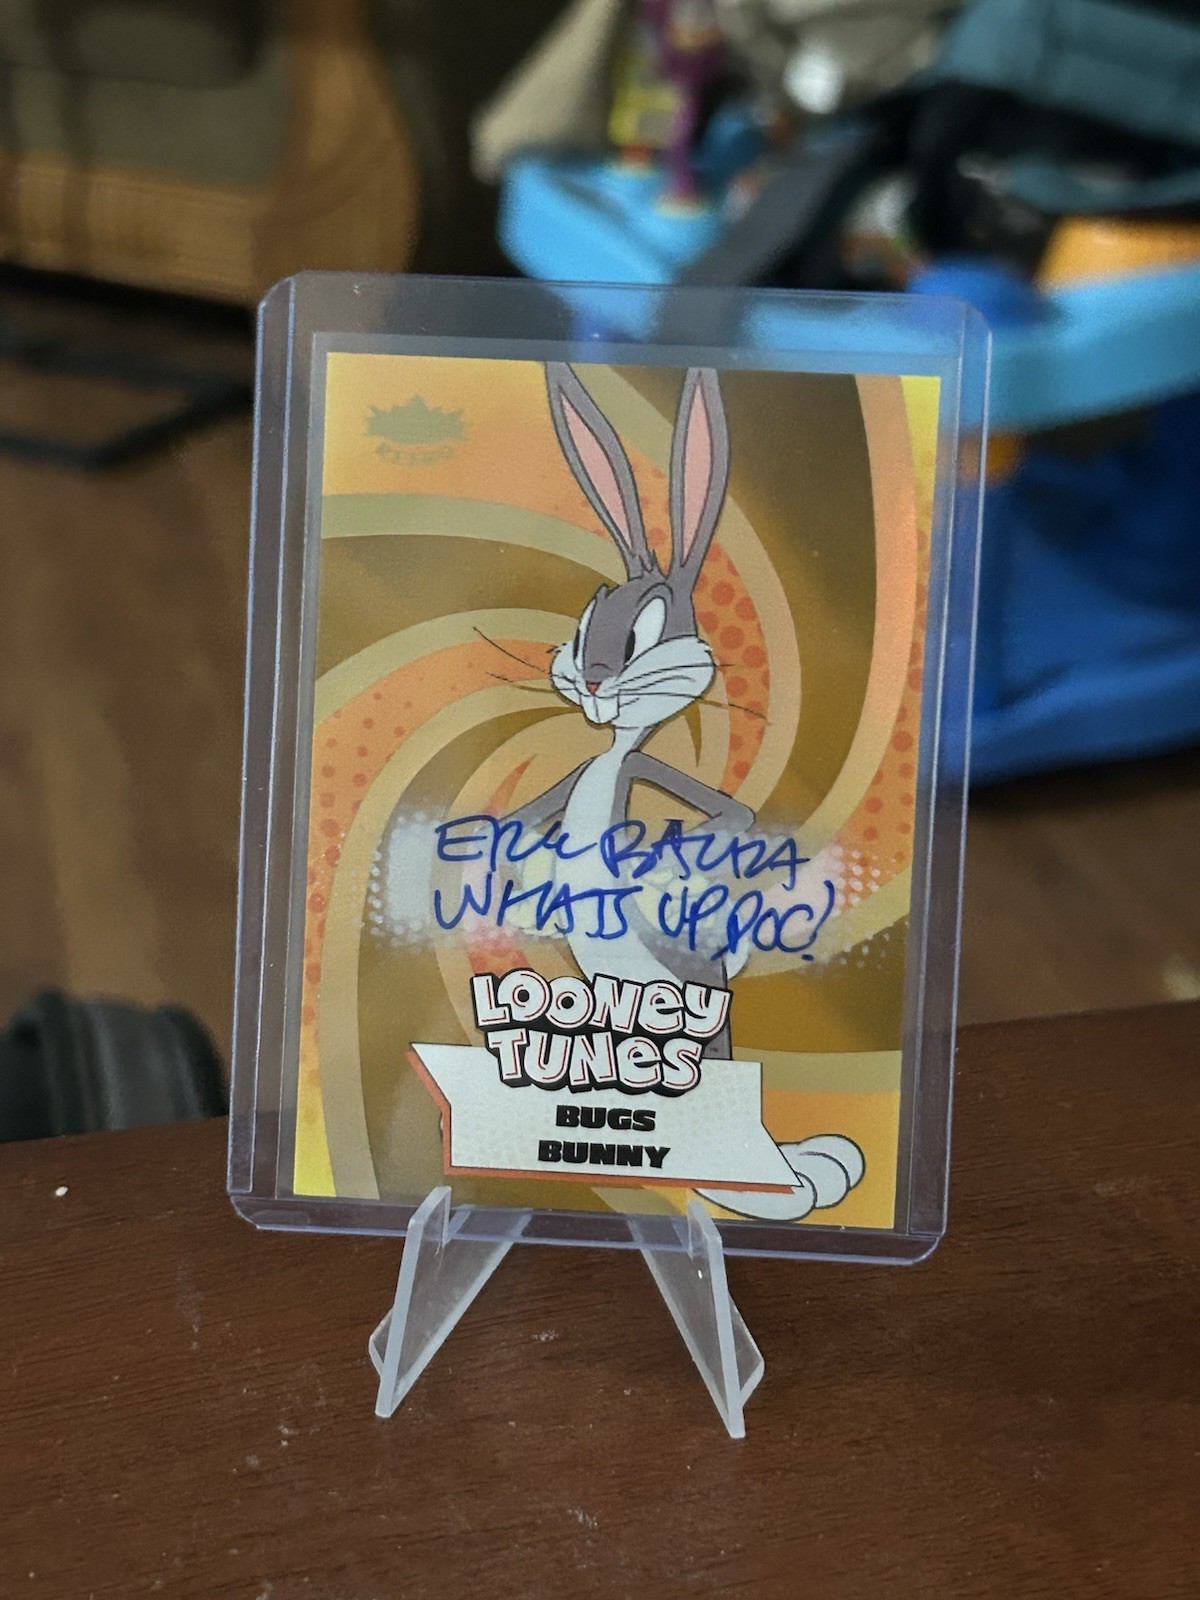 ERIC BAUZA
WHATS UP DOC!
LOONEY
TUNES
BUGS
BUNNY